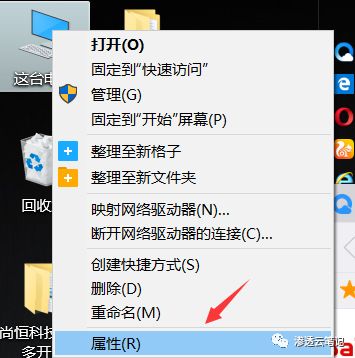 这台电
打开(O)
固定到“快速访问”
管理(G)
固定到“开始”屏幕(P)
整理至新格子
整理至新文件夹
映射网络驱动器(N)...
断开网络驱动器的连接(C)...
回收
创建快捷方式(S)
删除(D)
重命名(M)
尚恒科技
多开
属性(R)
渗透云笔记